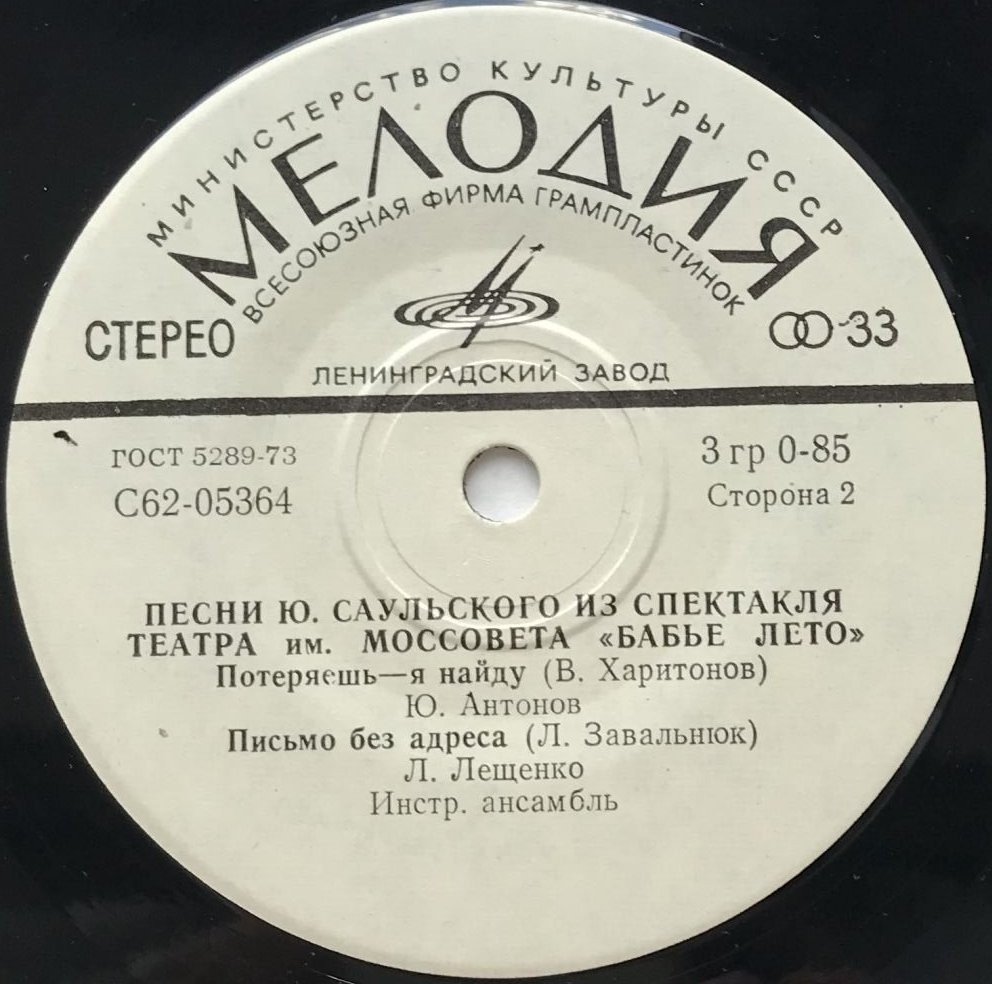 МИНИСТЕРСТВО КУЛЬТУРЫ СССР
МЕЛОДИЯ
ВСЕСОЮЗНАЯ ФИРМА ГРАМПЛАСТИНОК
СТЕРЕО
33
ЛЕНИНГРАДСКИЙ ЗАВОД
ГОСТ 5289-73
3 гр 0-85
С62-05364
Сторона 2
ПЕСНИ Ю. САУЛЬСКОГО ИЗ СПЕКТАКЛЯ
ТЕАТРА им. МОССОВЕТА «БАБЬЕ ЛЕТО»
Потеряешь—я найду (В. Харитонов)
Ю. Антонов
Письмо без адреса (Л. Завальнюк)
Л. Лещенко
Инстр. ансамбль